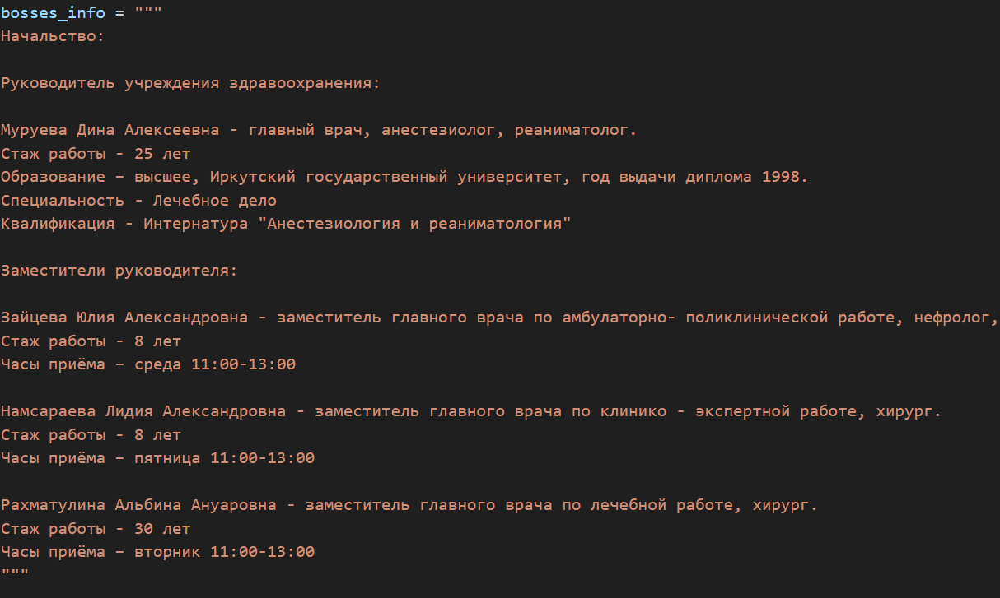 bosses_info = """
Начальство:
Руководитель учреждения здравоохранения:
Муруева Дина Алексеевна - главный врач, анестезиолог, реаниматолог.
Стаж работы - 25 лет
Образование – высшее, Иркутский государственный университет, год выдачи диплома 1998.
Специальность - Лечебное дело
Квалификация - Интернатура "Анестезиология и реаниматология"
Заместители руководителя:
Зайцева Юлия Александровна - заместитель главного врача по амбулаторно- поликлинической работе, нефролог,
Стаж работы - 8 лет
Часы приёма – среда 11:00-13:00
Намсараева Лидия Александровна - заместитель главного врача по клинико - экспертной работе, хирург.
Стаж работы - 8 лет
Часы приёма – пятница 11:00-13:00
Рахматулина Альбина Ануаровна - заместитель главного врача по лечебной работе, хирург.
Стаж работы - 30 лет
Часы приёма – вторник 11:00-13:00
"""